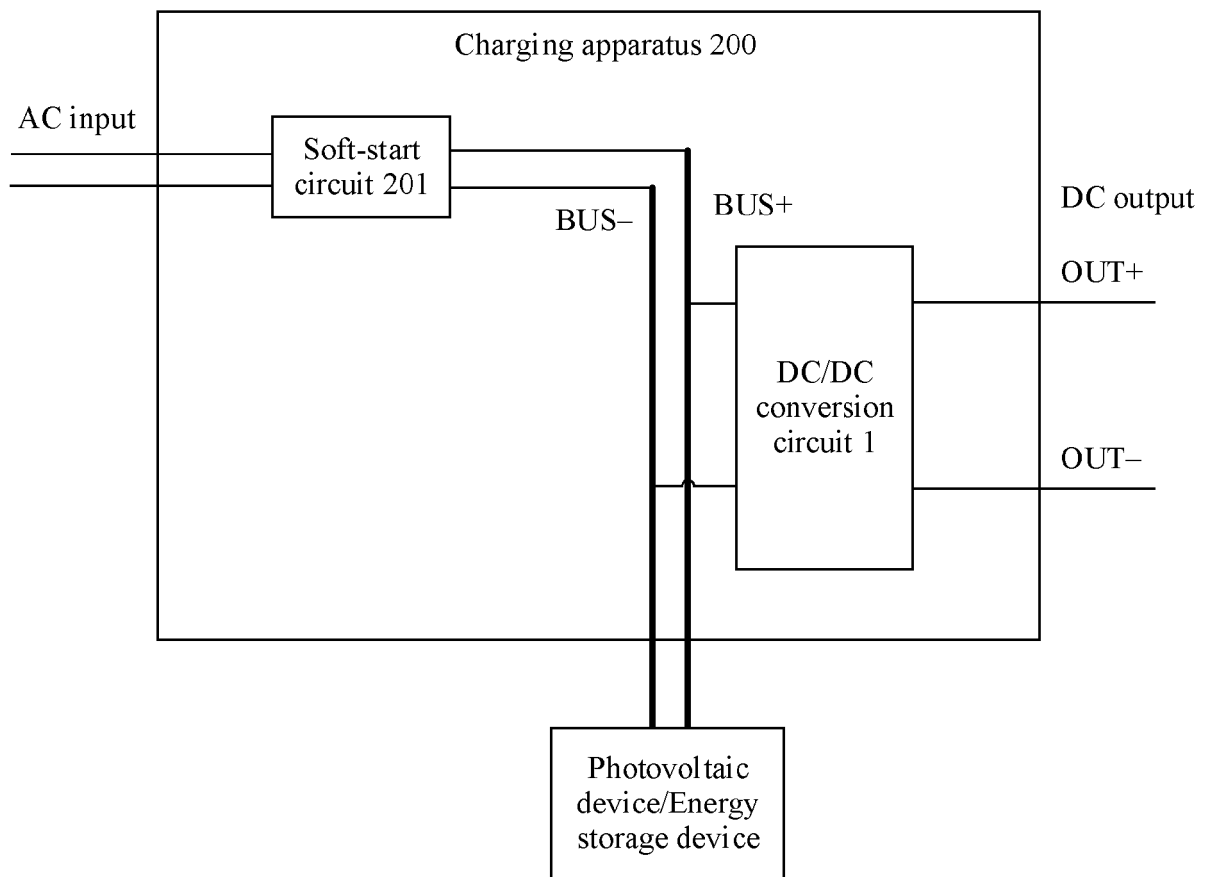 Charging apparatus 200
AC input
Soft-start
circuit 201
BUS–
BUS+
DC output
OUT+
DC/DC
conversion
circuit 1
OUT–
Photovoltaic
device/Energy
storage device